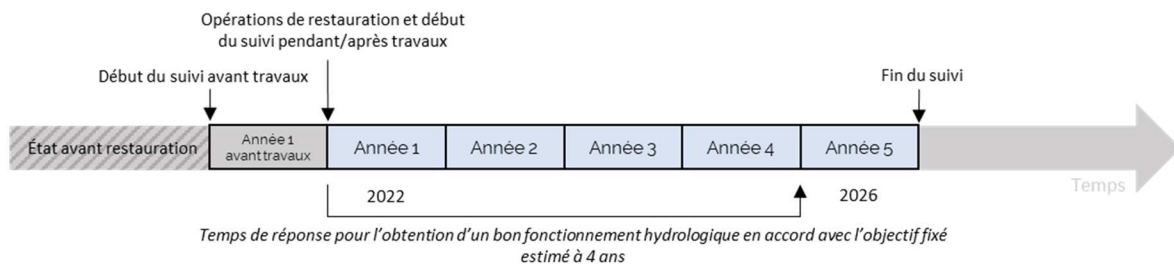 Opérations de restauration et début
du suivi pendant/après travaux
Début du suivi avant travaux
Fin du suivi
État avant restauration
Année 1
avant travaux
Année 1
Année 2
Année 3
Année 4
Année 5
Temps
2022
2026
Temps de réponse pour l’obtention d’un bon fonctionnement hydrologique en accord avec l’objectif fixé
estimé à 4 ans